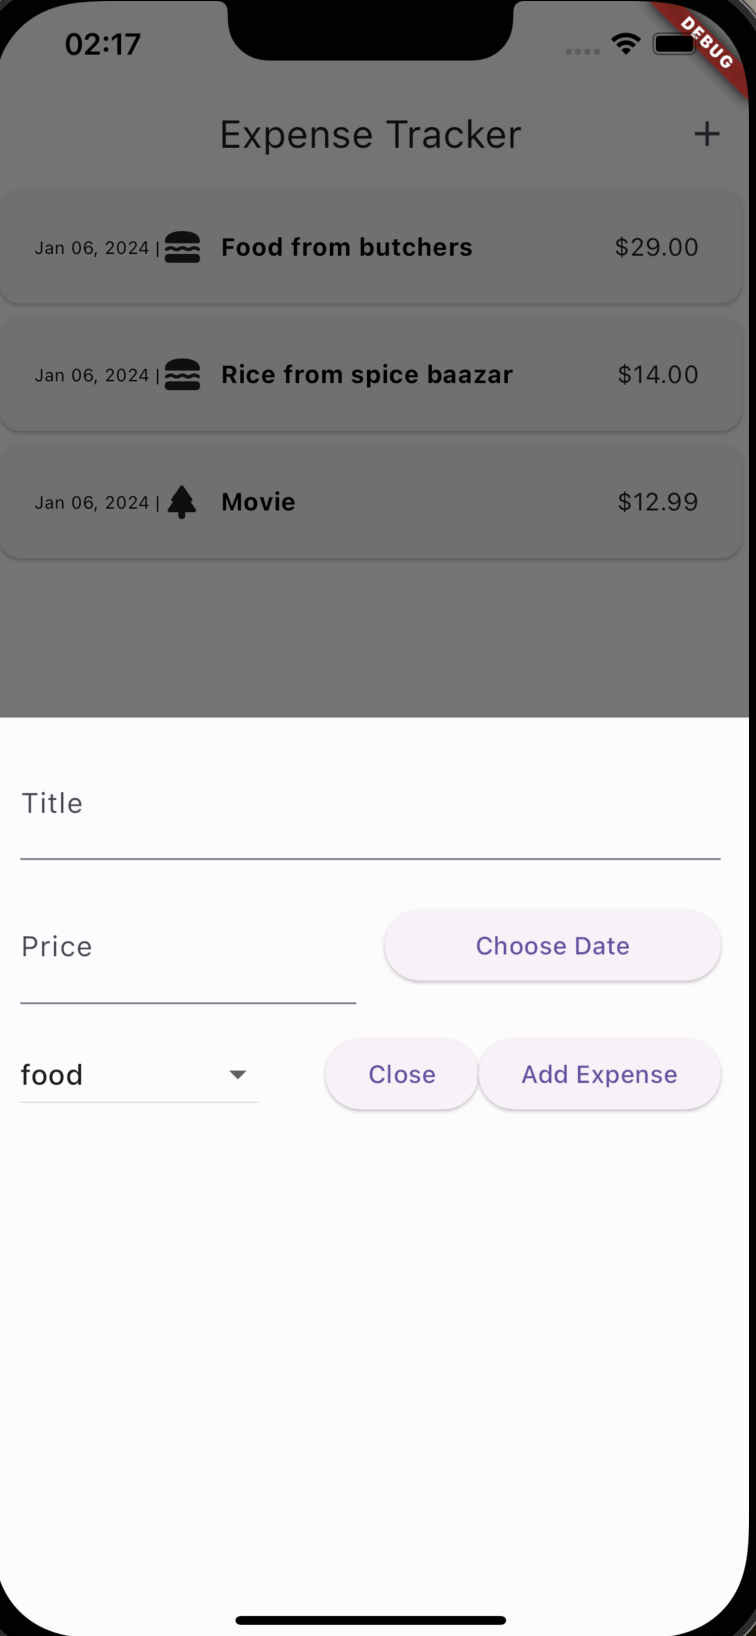 02:17
DEBUG
Expense Tracker +
Jan 06, 2024 | Food from butchers $29.00
Jan 06, 2024 | Rice from spice baazar $14.00
Jan 06, 2024 | Movie $12.99
Title
Price Choose Date
food Close Add Expense